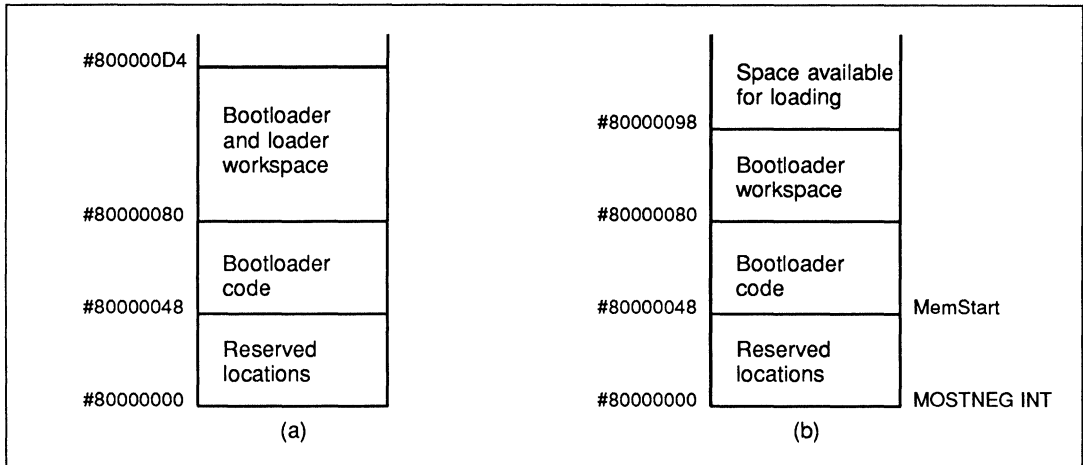 #800000D4
Bootloader
and loader
workspace
#80000080
Bootloader
code
#80000048
Reserved
locations
#80000000
(a)
Space available
for loading
#80000098
Bootloader
workspace
#80000080
Bootloader
code
#80000048
MemStart
Reserved
locations
#80000000
MOSTNEG INT
(b)